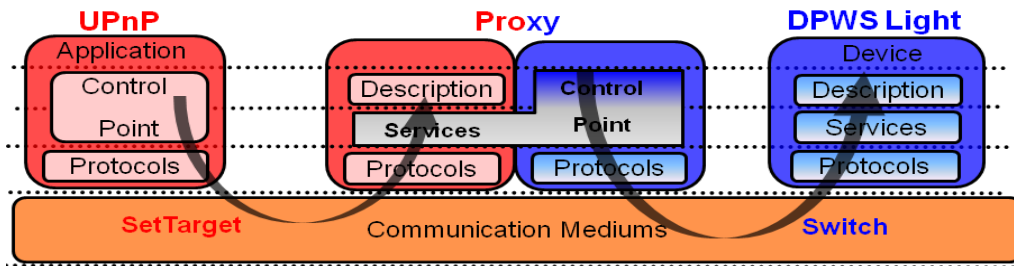 UPnP
Proxy
DPWS Light
Application
Control
Point
Protocols
Description
Services
Protocols
Control
Point
Protocols
Device
Description
Services
Protocols
SetTarget
Communication Mediums
Switch